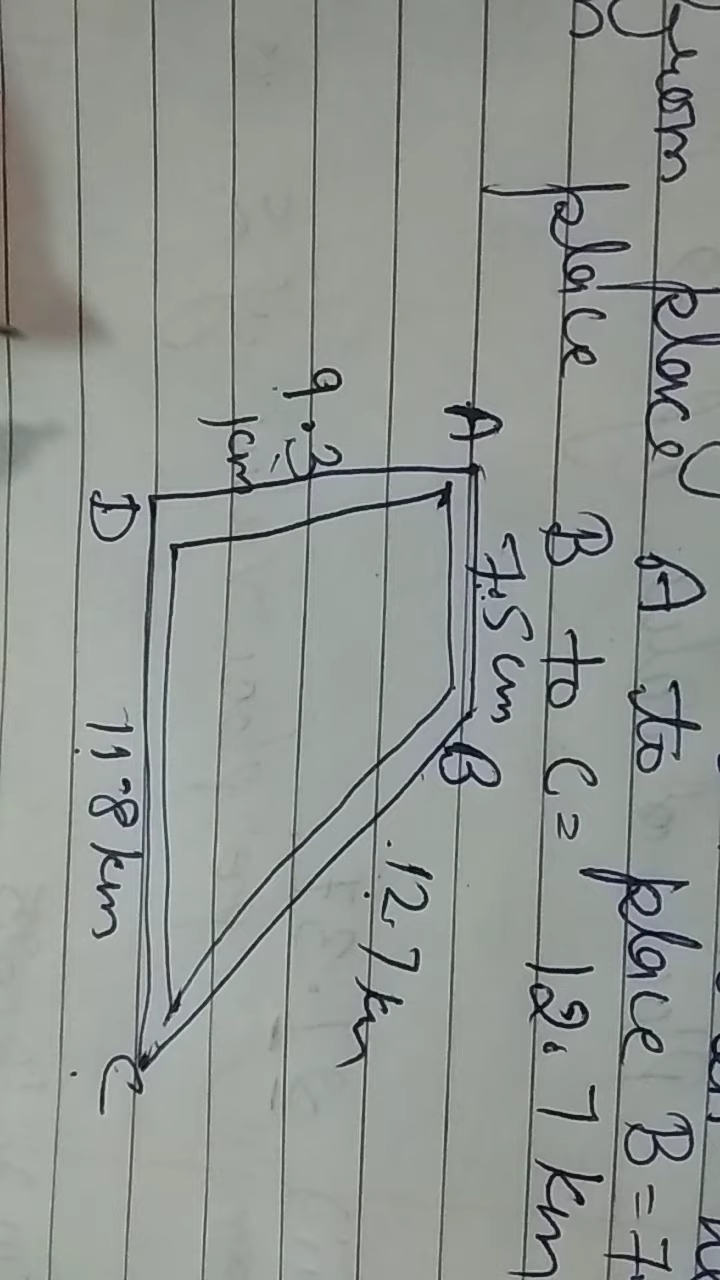 from place A to place B = 7
place B to C = 12.7 km
A
7.5 cm
B
9.3
km
12.7 km
D
11.8 km
C